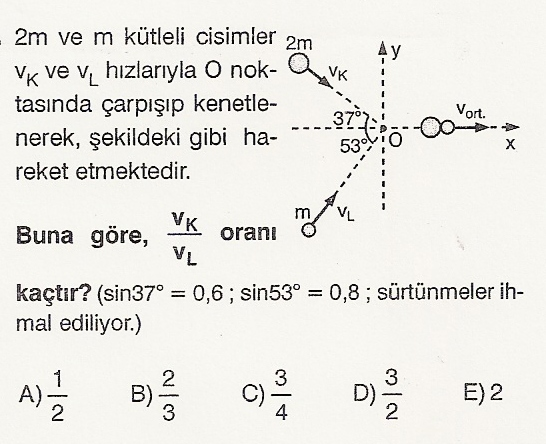 2m ve m kütleli cisimler
v_K ve v_L hızlarıyla O nok-
tasında çarpışıp kenetle-
nerek, şekildeki gibi ha-
reket etmektedir.
2m
v_K
y
37°
53°
O
v_ort.
x
m
v_L
Buna göre, v_K/v_L oranı
kaçtır? (sin37° = 0,6 ; sin53° = 0,8 ; sürtünmeler ih-
mal ediliyor.)
A) 1/2 B) 2/3 C) 3/4 D) 3/2 E) 2